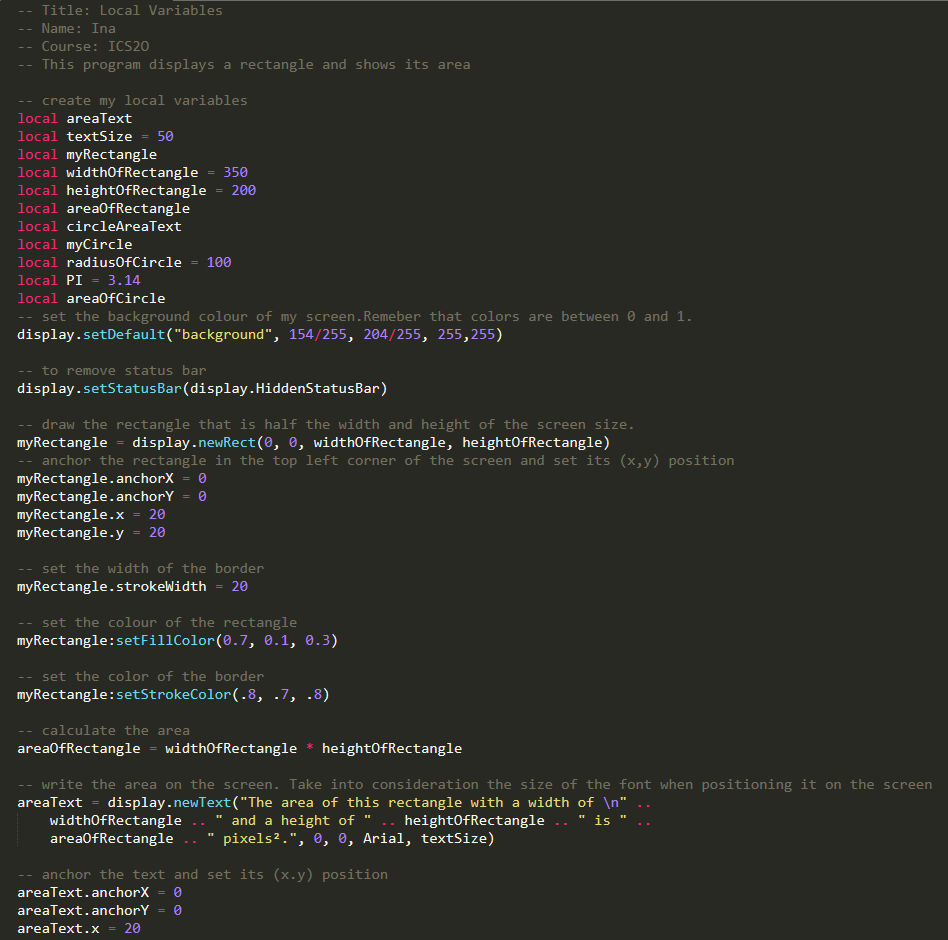 -- Title: Local Variables
-- Name: Ina
-- Course: ICS2O
-- This program displays a rectangle and shows its area
-- create my local variables
local areaText
local textSize = 50
local myRectangle
local widthOfRectangle = 350
local heightOfRectangle = 200
local areaOfRectangle
local circleAreaText
local myCircle
local radiusOfCircle = 100
local PI = 3.14
local areaOfCircle
-- set the background colour of my screen.Remeber that colors are between 0 and 1.
display.setDefault("background", 154/255, 204/255, 255,255)
-- to remove status bar
display.setStatusBar(display.HiddenStatusBar)
-- draw the rectangle that is half the width and height of the screen size.
myRectangle = display.newRect(0, 0, widthOfRectangle, heightOfRectangle)
-- anchor the rectangle in the top left corner of the screen and set its (x,y) position
myRectangle.anchorX = 0
myRectangle.anchorY = 0
myRectangle.x = 20
myRectangle.y = 20
-- set the width of the border
myRectangle.strokeWidth = 20
-- set the colour of the rectangle
myRectangle:setFillColor(0.7, 0.1, 0.3)
-- set the color of the border
myRectangle:setStrokeColor(.8, .7, .8)
-- calculate the area
areaOfRectangle = widthOfRectangle * heightOfRectangle
-- write the area on the screen. Take into consideration the size of the font when positioning it on the screen
areaText = display.newText("The area of this rectangle with a width of \n" ..
widthOfRectangle .. " and a height of " .. heightOfRectangle .. " is " ..
areaOfRectangle .. " pixels².", 0, 0, Arial, textSize)
-- anchor the text and set its (x.y) position
areaText.anchorX = 0
areaText.anchorY = 0
areaText.x = 20